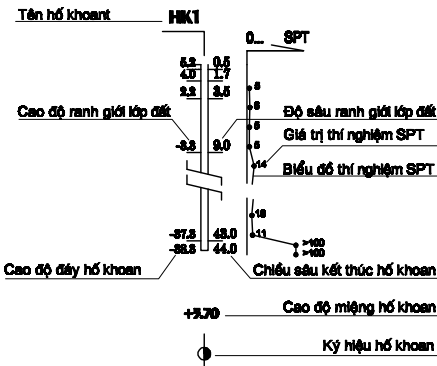 Tên hố khoant HK1
0... SPT
5.2 0.5
4.0 1.7
2.2 3.5
5
5
Cao độ ranh giới lớp đất Độ sâu ranh giới lớp đất
5
Giá trị thí nghiệm SPT
-3.3 9.0 5
14
Biểu đồ thí nghiệm SPT
18
-37.3 43.0 11
>100
-38.3 44.0 >100
Cao độ đáy hố khoan Chiều sâu kết thúc hố khoan
Cao độ miệng hố khoan
Ký hiệu hố khoan